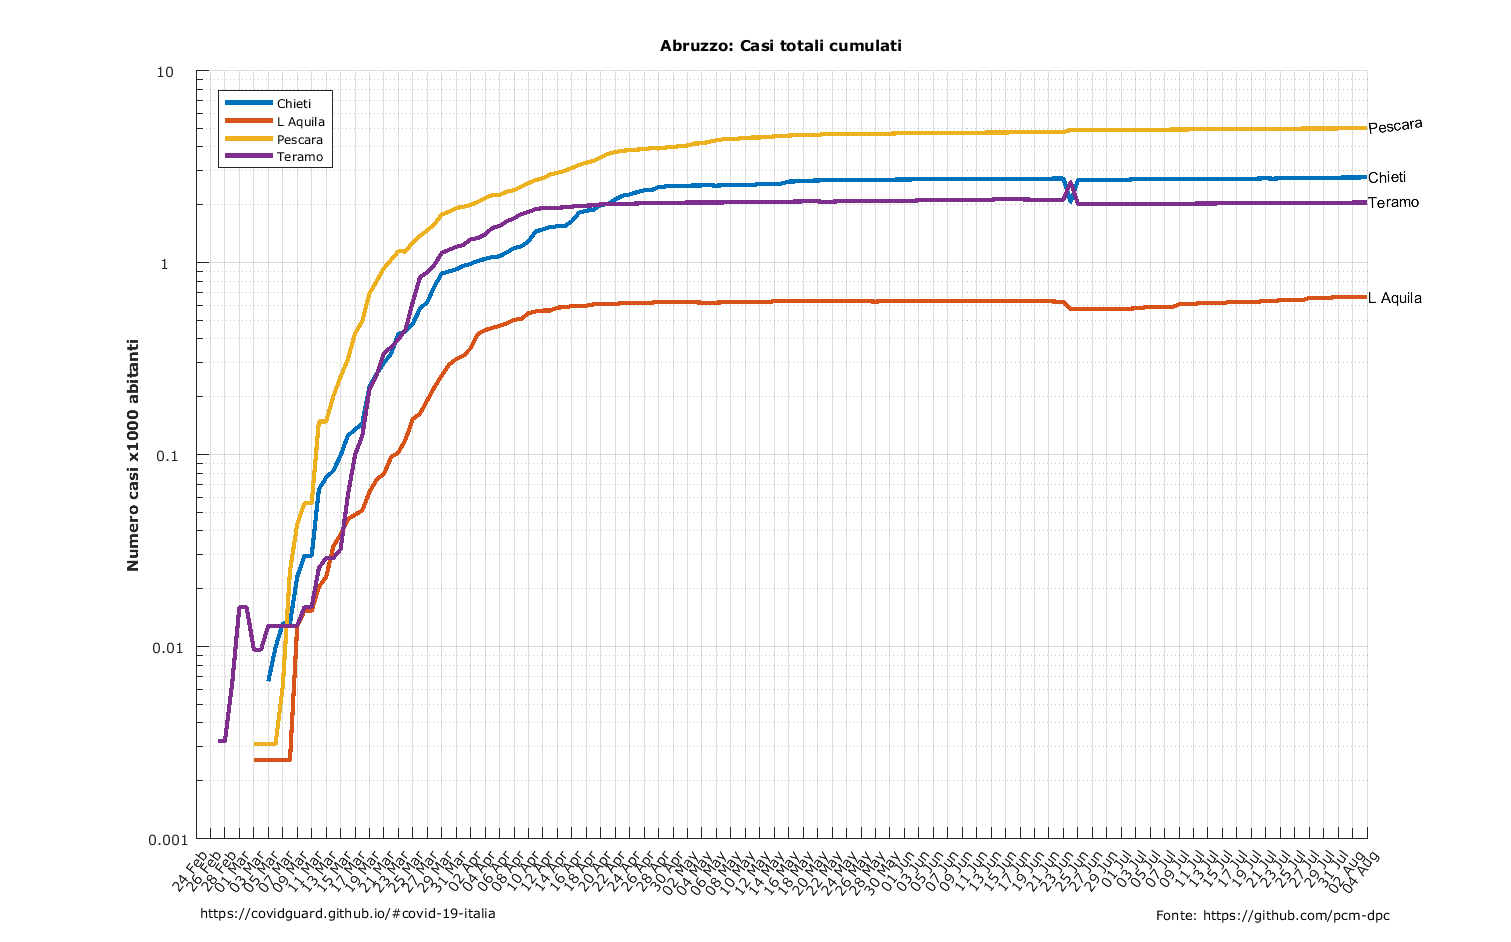 Abruzzo: Casi totali cumulati
10
1
0.1
0.01
0.001
Numero casi x1000 abitanti
Chieti
L Aquila
Pescara
Teramo
Pescara
Chieti
Teramo
L Aquila
24 Feb
26 Feb
28 Feb
01 Mar
03 Mar
05 Mar
07 Mar
09 Mar
11 Mar
13 Mar
15 Mar
17 Mar
19 Mar
21 Mar
23 Mar
25 Mar
27 Mar
29 Mar
31 Mar
02 Apr
04 Apr
06 Apr
08 Apr
10 Apr
12 Apr
14 Apr
16 Apr
18 Apr
20 Apr
22 Apr
24 Apr
26 Apr
28 Apr
30 Apr
02 May
04 May
06 May
08 May
10 May
12 May
14 May
16 May
18 May
20 May
22 May
24 May
26 May
28 May
30 May
01 Jun
03 Jun
05 Jun
07 Jun
09 Jun
11 Jun
13 Jun
15 Jun
17 Jun
19 Jun
21 Jun
23 Jun
25 Jun
27 Jun
29 Jun
01 Jul
03 Jul
05 Jul
07 Jul
09 Jul
11 Jul
13 Jul
15 Jul
17 Jul
19 Jul
21 Jul
23 Jul
25 Jul
27 Jul
29 Jul
31 Jul
02 Aug
04 Aug
https://covidguard.github.io/#covid-19-italia
Fonte: https://github.com/pcm-dpc